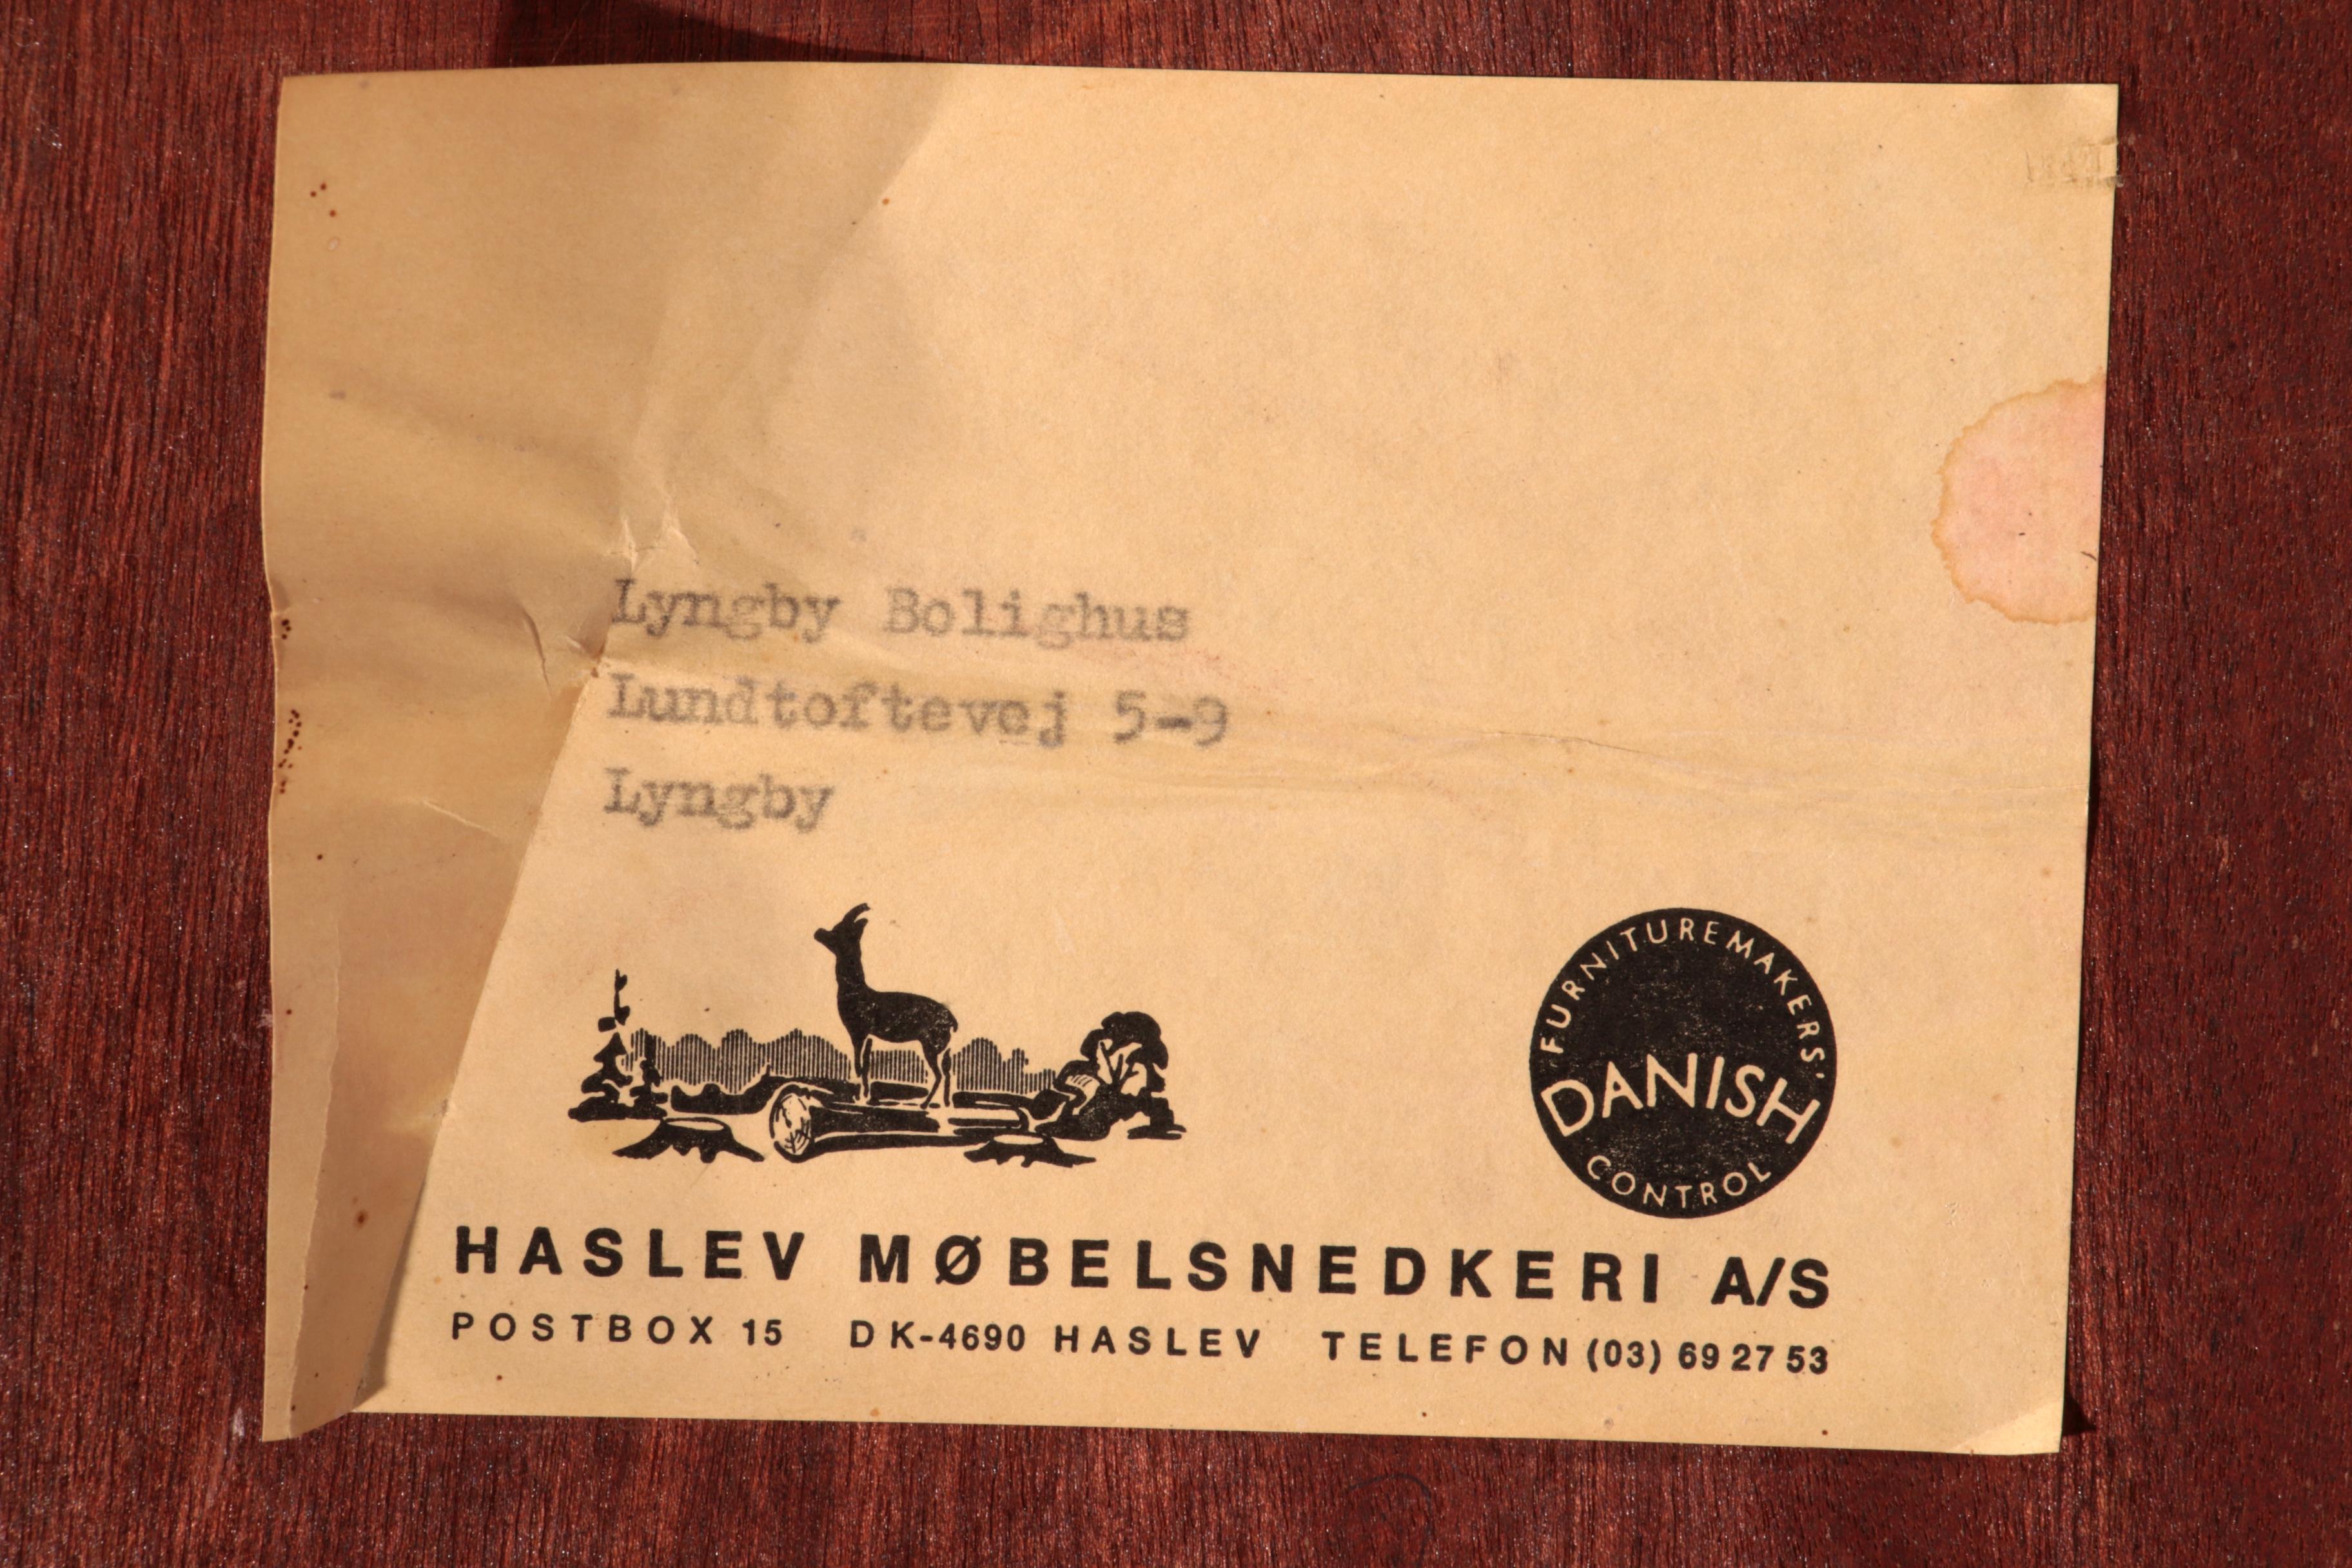 Lyngby Bolighus
Lundtoftevej 5-9
Lyngby
FURNITUREMAKERS'
DANISH
CONTROL
HASLEV MØBELSNEDKERI A/S
POSTBOX 15 DK-4690 HASLEV TELEFON (03) 69 27 53